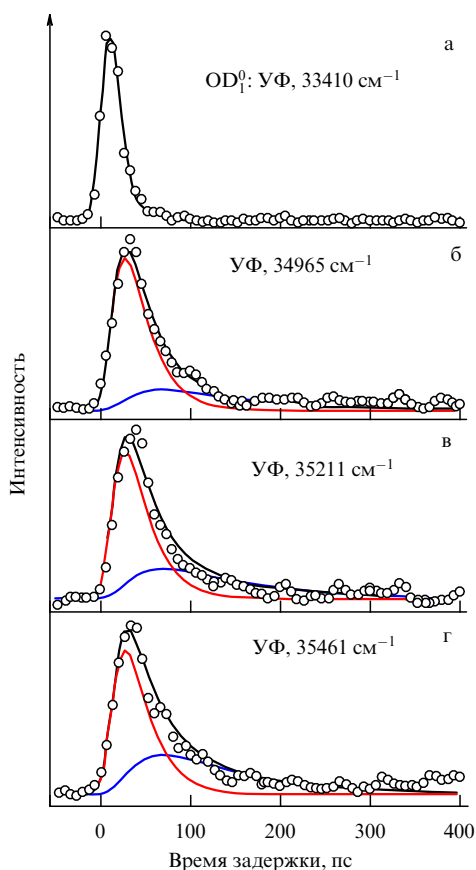 а
OD₁⁰: УФ, 33410 см⁻¹
б
УФ, 34965 см⁻¹
в
УФ, 35211 см⁻¹
г
УФ, 35461 см⁻¹
Интенсивность
0 100 200 300 400
Время задержки, пс